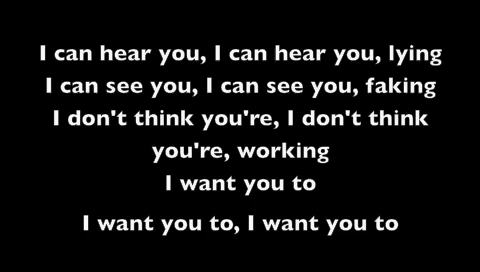 I can hear you, I can hear you, lying
I can see you, I can see you, faking
I don't think you're, I don't think
you're, working
I want you to
I want you to, I want you to